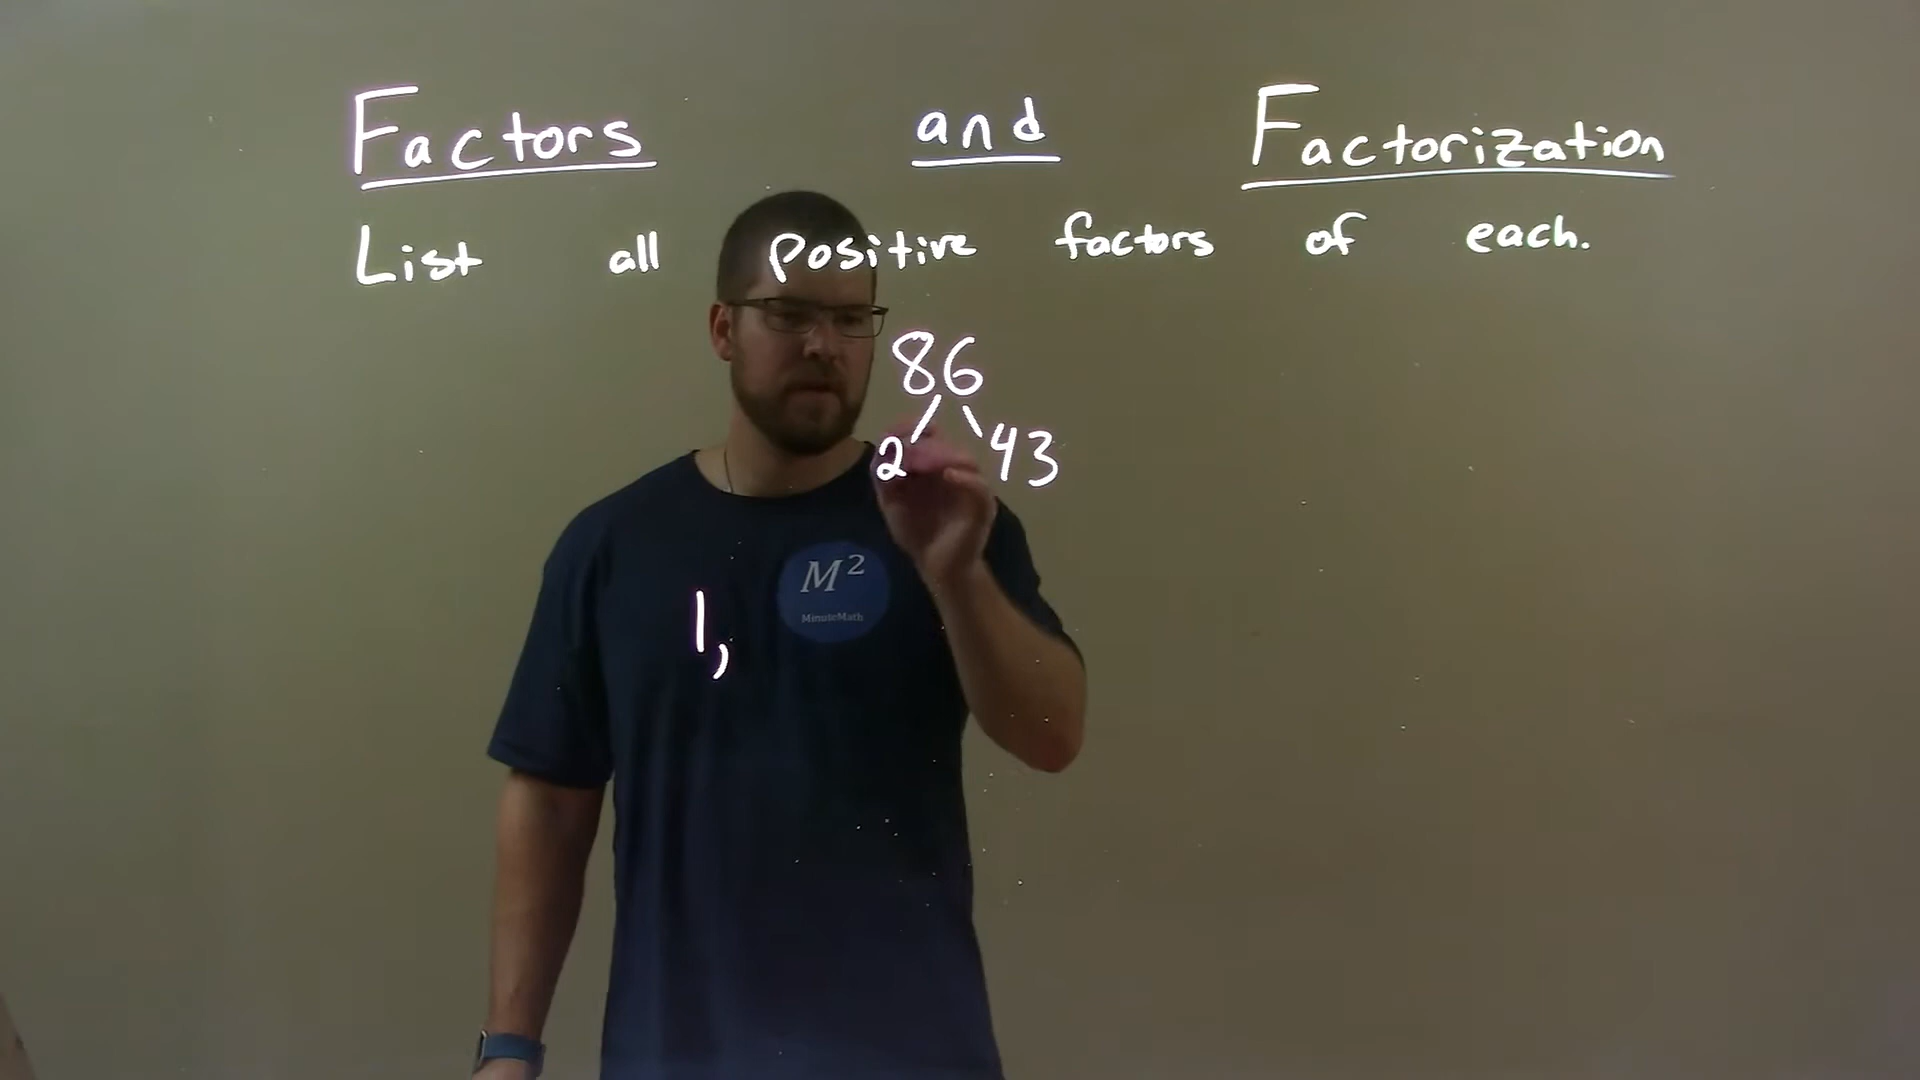 Factors and Factorization
List all positive factors of each.
86
2 43
M²
MinuteMath
1,